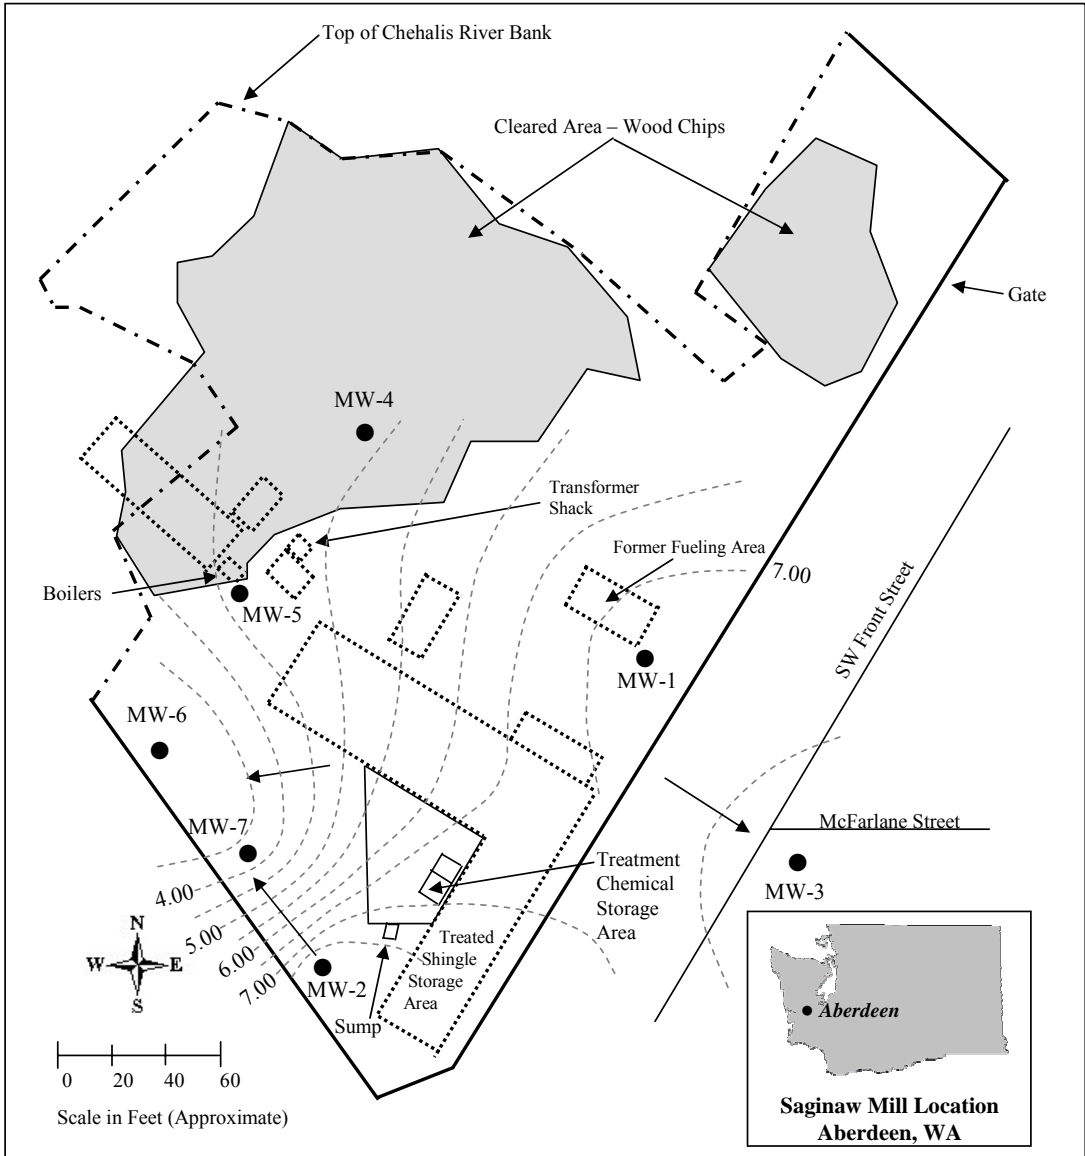 Top of Chehalis River Bank
Cleared Area – Wood Chips
Gate
MW-4
Transformer
Shack
Former Fueling Area
7.00
Boilers
MW-5
SW Front Street
MW-1
MW-6
MW-7
McFarlane Street
MW-3
4.00
5.00
6.00
7.00
Treatment
Chemical
Storage
Area
Treated
Shingle
Storage
Area
N
W
E
S
MW-2
Sump
0 20 40 60
Scale in Feet (Approximate)
Aberdeen
Saginaw Mill Location
Aberdeen, WA